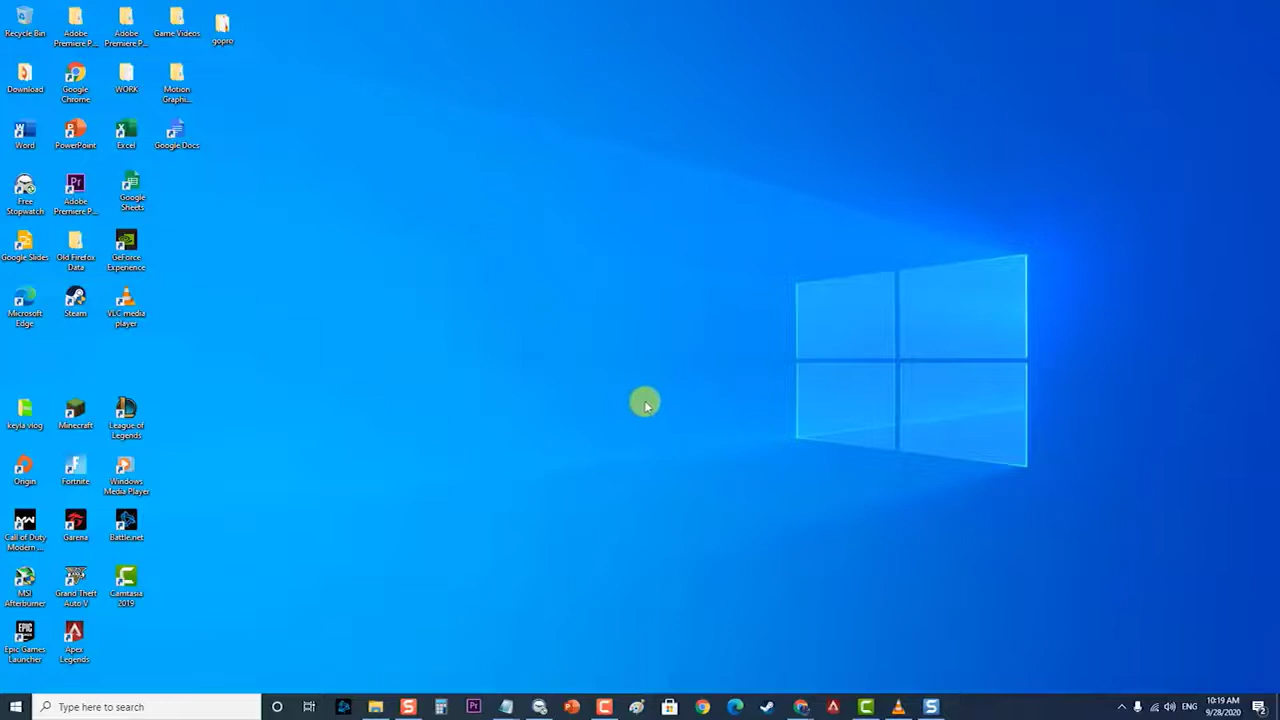 Recycle Bin
Adobe
Premiere P...
Adobe
Premiere P...
Game Videos
gopro
Download
Google
Chrome
WORK
Motion
Graphi...
Word
PowerPoint
Excel
Google Docs
Free
Stopwatch
Adobe
Premiere P...
Google
Sheets
Google Slides
Old Firefox
Data
GeForce
Experience
Microsoft
Edge
Steam
VLC media
player
keyla vlog
Minecraft
League of
Legends
Origin
Fortnite
Windows
Media Player
Call of Duty
Modern ...
Garena
Battle.net
MSI
Afterburner
Grand Theft
Auto V
Camtasia
2019
Epic Games
Launcher
Apex
Legends
Type here to search
ENG
10:19 AM
9/28/2020